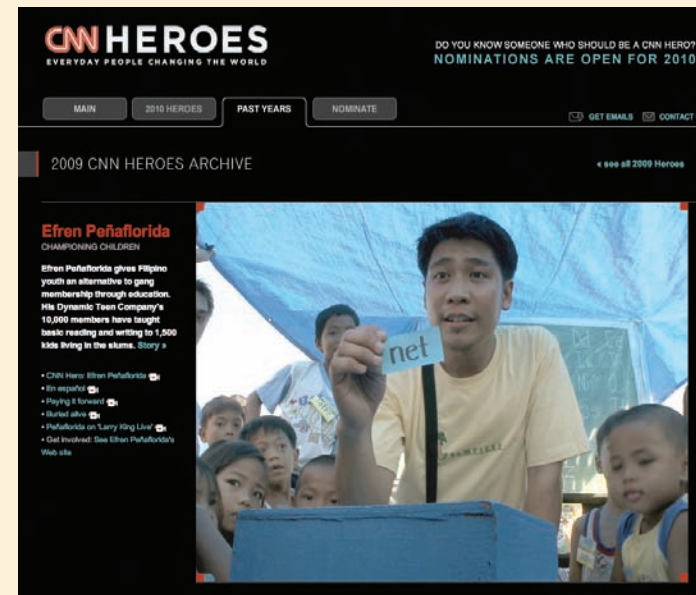 CNN HEROES
EVERYDAY PEOPLE CHANGING THE WORLD
DO YOU KNOW SOMEONE WHO SHOULD BE A CNN HERO?
NOMINATIONS ARE OPEN FOR 2010
MAIN
2010 HEROES
PAST YEARS
NOMINATE
GET EMAILS
CONTACT
2009 CNN HEROES ARCHIVE
« see all 2009 Heroes
Efren Peñaflorida
CHAMPIONING CHILDREN
Efren Peñaflorida gives Filipino
youth an alternative to gang
membership through education.
His Dynamic Teen Company's
10,000 members have taught
basic reading and writing to 1,500
kids living in the slums. Story »
• CNN Hero: Efren Peñaflorida
• En español
• Paying it forward
• Buried alive
• Peñaflorida on 'Larry King Live'
• Get involved: See Efren Peñaflorida's
Web site
net